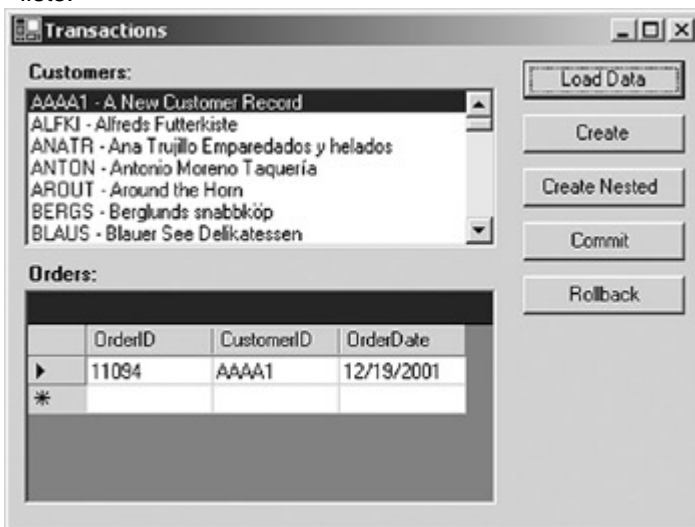 Transactions
Customers:
AAAA1 - A New Customer Record
ALFKI - Alfreds Futterkiste
ANATR - Ana Trujillo Emparedados y helados
ANTON - Antonio Moreno Taquería
AROUT - Around the Horn
BERGS - Berglunds snabbköp
BLAUS - Blauer See Delikatessen
Load Data
Create
Create Nested
Commit
Rollback
Orders:
OrderID CustomerID OrderDate
11094 AAAA1 12/19/2001